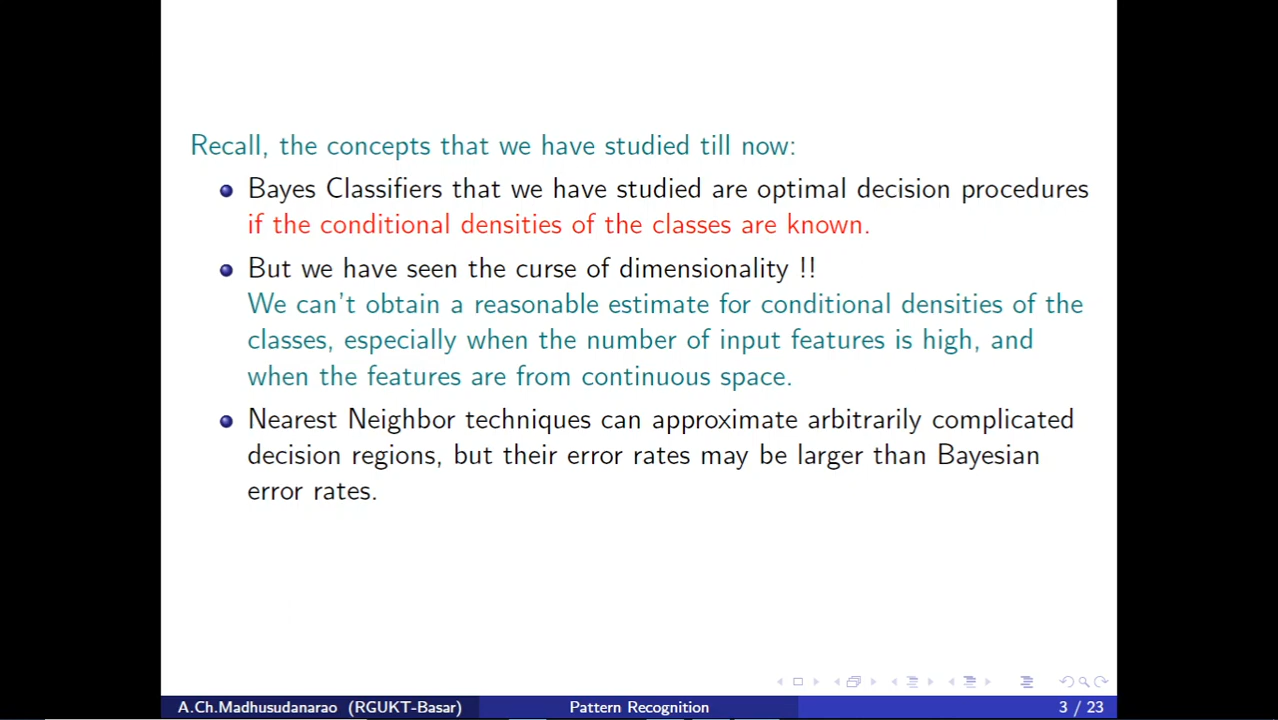 Recall, the concepts that we have studied till now:
Bayes Classifiers that we have studied are optimal decision procedures
if the conditional densities of the classes are known.
But we have seen the curse of dimensionality !!
We can't obtain a reasonable estimate for conditional densities of the
classes, especially when the number of input features is high, and
when the features are from continuous space.
Nearest Neighbor techniques can approximate arbitrarily complicated
decision regions, but their error rates may be larger than Bayesian
error rates.
A.Ch.Madhusudanarao (RGUKT-Basar) Pattern Recognition 3 / 23